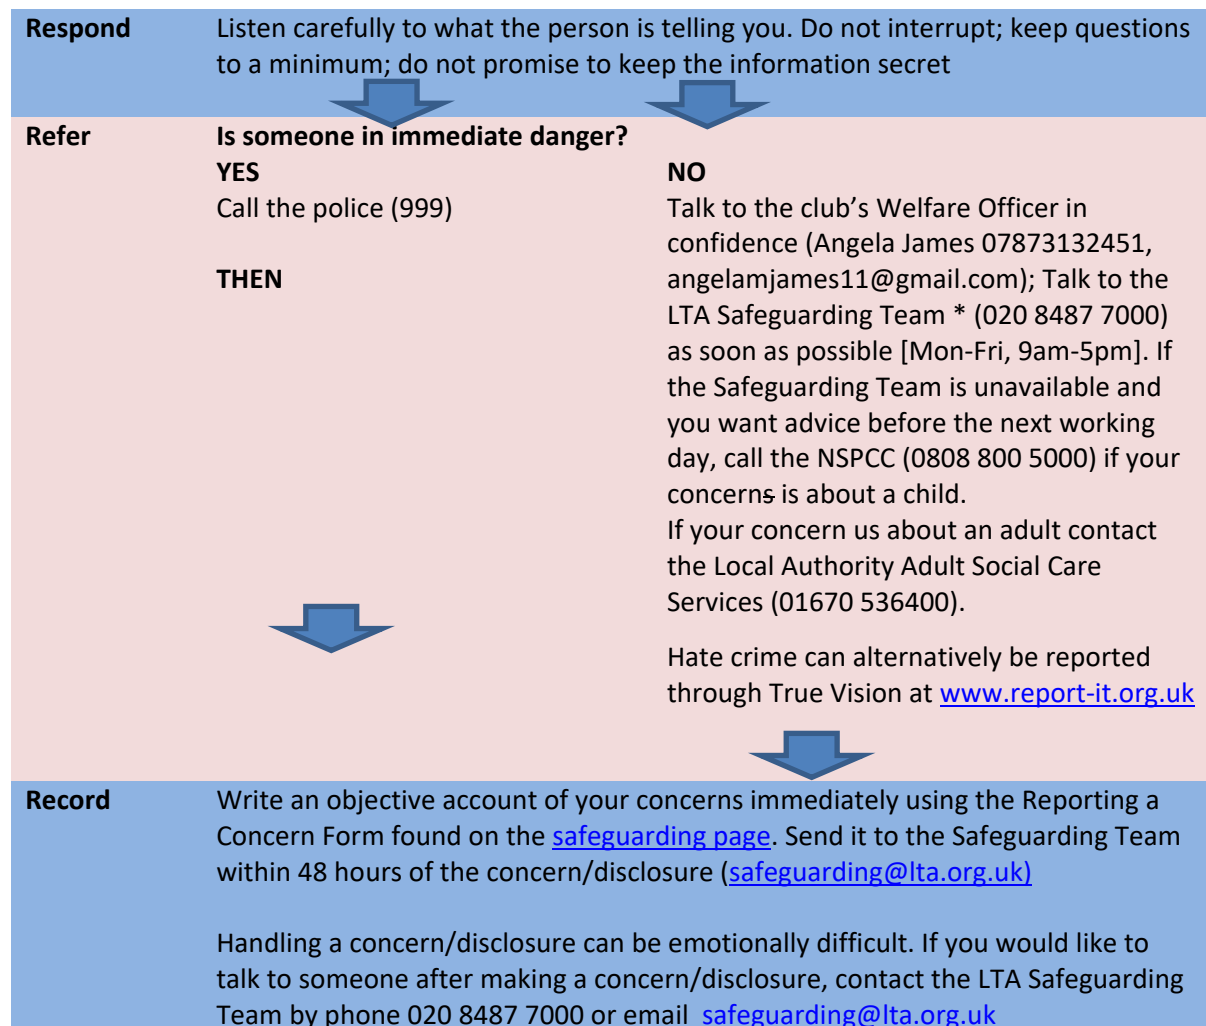 Respond
Listen carefully to what the person is telling you. Do not interrupt; keep questions
to a minimum; do not promise to keep the information secret
Refer
Is someone in immediate danger?
YES
Call the police (999)
THEN
NO
Talk to the club's Welfare Officer in
confidence (Angela James 07873132451,
angelamjames11@gmail.com); Talk to the
LTA Safeguarding Team * (020 8487 7000)
as soon as possible [Mon-Fri, 9am-5pm]. If
the Safeguarding Team is unavailable and
you want advice before the next working
day, call the NSPCC (0808 800 5000) if your
concerns is about a child.
If your concern us about an adult contact
the Local Authority Adult Social Care
Services (01670 536400).
Hate crime can alternatively be reported
through True Vision at www.report-it.org.uk
Record
Write an objective account of your concerns immediately using the Reporting a
Concern Form found on the safeguarding page. Send it to the Safeguarding Team
within 48 hours of the concern/disclosure (safeguarding@lta.org.uk)
Handling a concern/disclosure can be emotionally difficult. If you would like to
talk to someone after making a concern/disclosure, contact the LTA Safeguarding
Team by phone 020 8487 7000 or email safeguarding@lta.org.uk